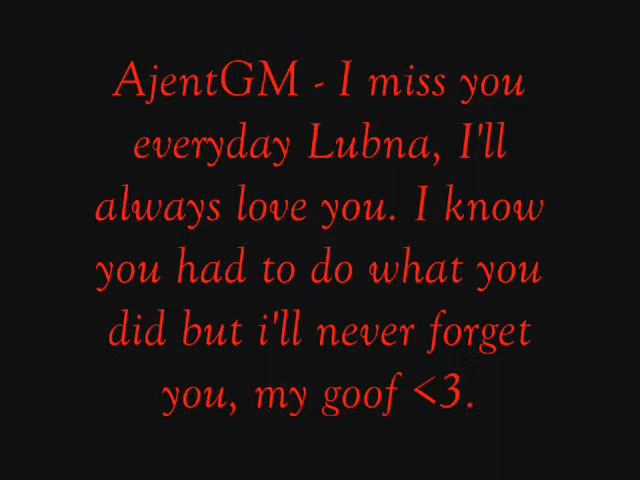 AjentGM - I miss you
everyday Lubna, I'll
always love you. I know
you had to do what you
did but i'll never forget
you, my goof <3.